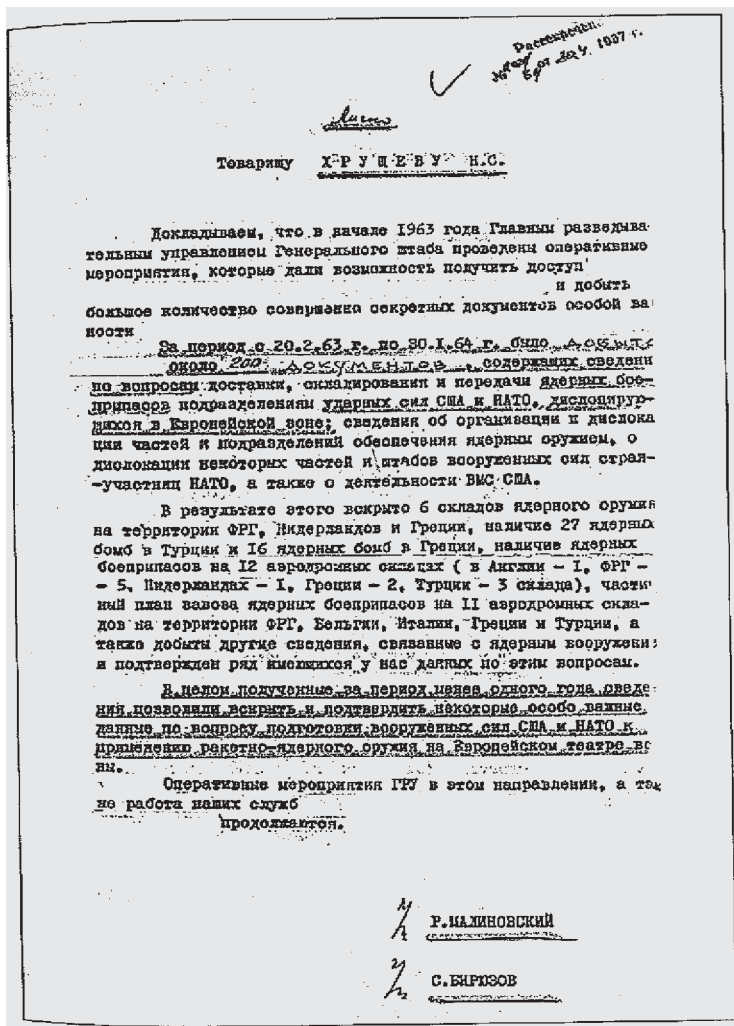 Рассекречено
от
Лично
Товарищу ХРУЩЕВУ Н.С.
Докладываем, что в начале 1963 года Главным разведыва-
тельным управлением Генерального штаба проведены оперативные
мероприятия, которые дали возможность получить доступ
и добыть
большое количество совершенно секретных документов особой ва
ности
За период с 20.2.63 г. по 30.I.64 г. было добыто
около 200 документов, содержащих сведени
по вопросам доставки, складирования и передачи ядерных бое-
припасов подразделениям ударных сил США и НАТО, дислоциру
щихся в Европейской зоне; сведения об организации и дислока
ции частей и подразделений обеспечения ядерным оружием, о
дислокации некоторых частей и штабов вооруженных сил стран-
-участниц НАТО, а также о деятельности ВМС США.
В результате этого вскрыто 6 складов ядерного оружия
на территории ФРГ, Нидерландов и Греции, наличие 27 ядерных
бомб в Турции и 16 ядерных бомб в Греции, наличие ядерных
боеприпасов на 12 аэродромных складах ( в Англии - I, ФРГ -
- 5, Нидерландах - I, Греции - 2, Турции - 3 склада), частич
ный план завоза ядерных боеприпасов на II аэродромных скла-
дов на территории ФРГ, Бельгии, Италии, Греции и Турции, а
также добыты другие сведения, связанные с ядерным вооружени
и подтвержден ряд имеющихся у нас данных по этим вопросам.
В целом полученные за период менее одного года сведе
ния позволили вскрыть и подтвердить некоторые особо важные
данные по вопросу подготовки вооруженных сил США и НАТО к
применению ракетно-ядерного оружия на Европейском театре во
ны.
Оперативные мероприятия ГРУ в этом направлении, а так
же работа наших служб
продолжаются.
Р.МАЛИНОВСКИЙ
С.БИРЮЗОВ